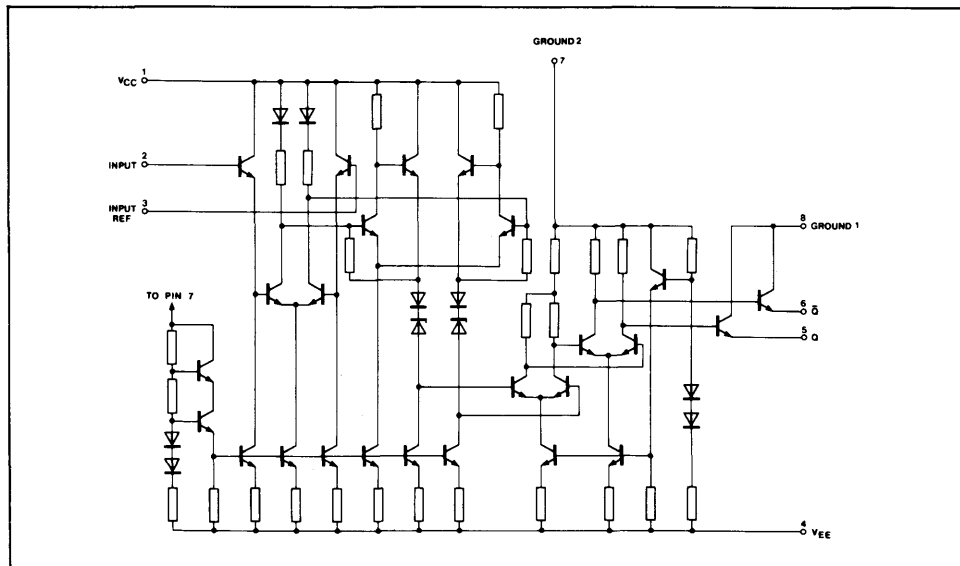 GROUND 2
7
VCC 1
INPUT 2
INPUT 3
REF
8 GROUND 1
TO PIN 7
6 Q̄
5 Q
4 VEE